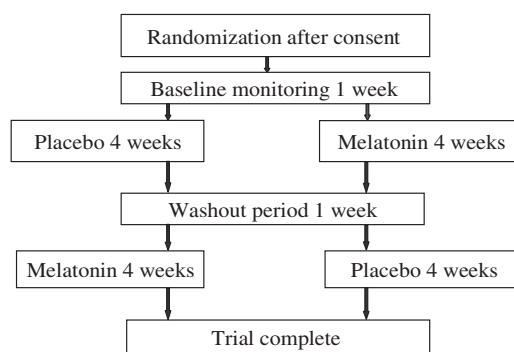 Randomization after consent
Baseline monitoring 1 week
Placebo 4 weeks
Melatonin 4 weeks
Washout period 1 week
Melatonin 4 weeks
Placebo 4 weeks
Trial complete